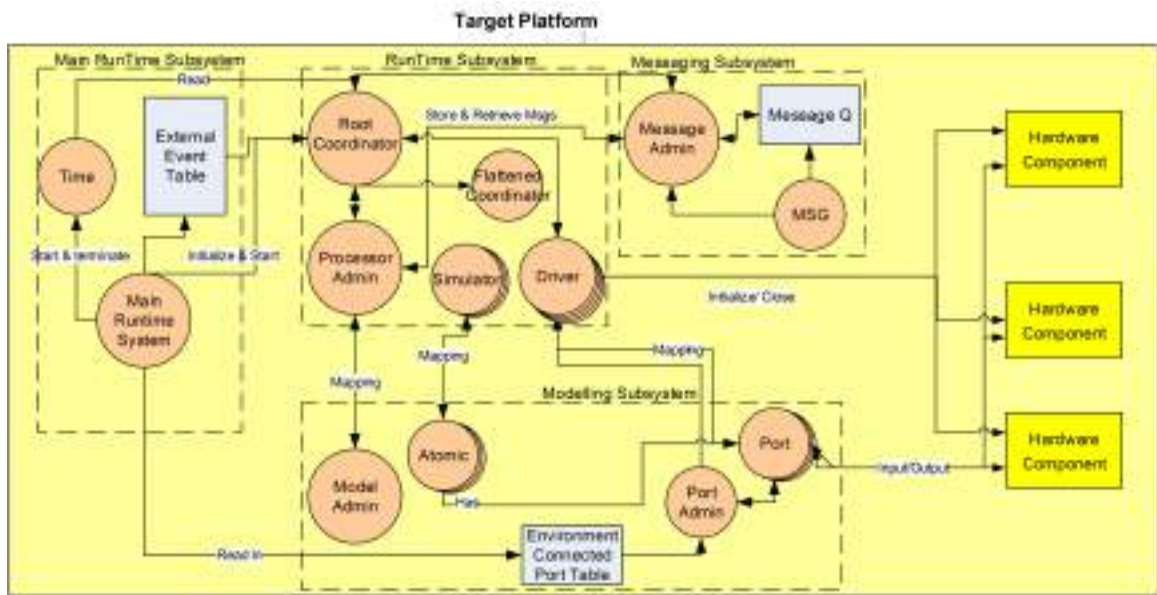 Target Platform
Main RunTime Subsystem
RunTime Subsystem
Messaging Subsystem
Read
Store & Retrieve Msgs
Root
Coordinator
Message
Admin
Message Q
Hardware
Component
External
Event
Table
Time
Flattened
Coordinator
MSG
Start & terminate
Initialize & Start
Processor
Admin
Simulator
Driver
Initialize/ Close
Main
Runtime
System
Hardware
Component
Mapping
Mapping
Mapping
Modelling Subsystem
Atomic
Port
Hardware
Component
Input/Output
Model
Admin
Has
Port
Admin
Read In
Environment
Connected
Port Table